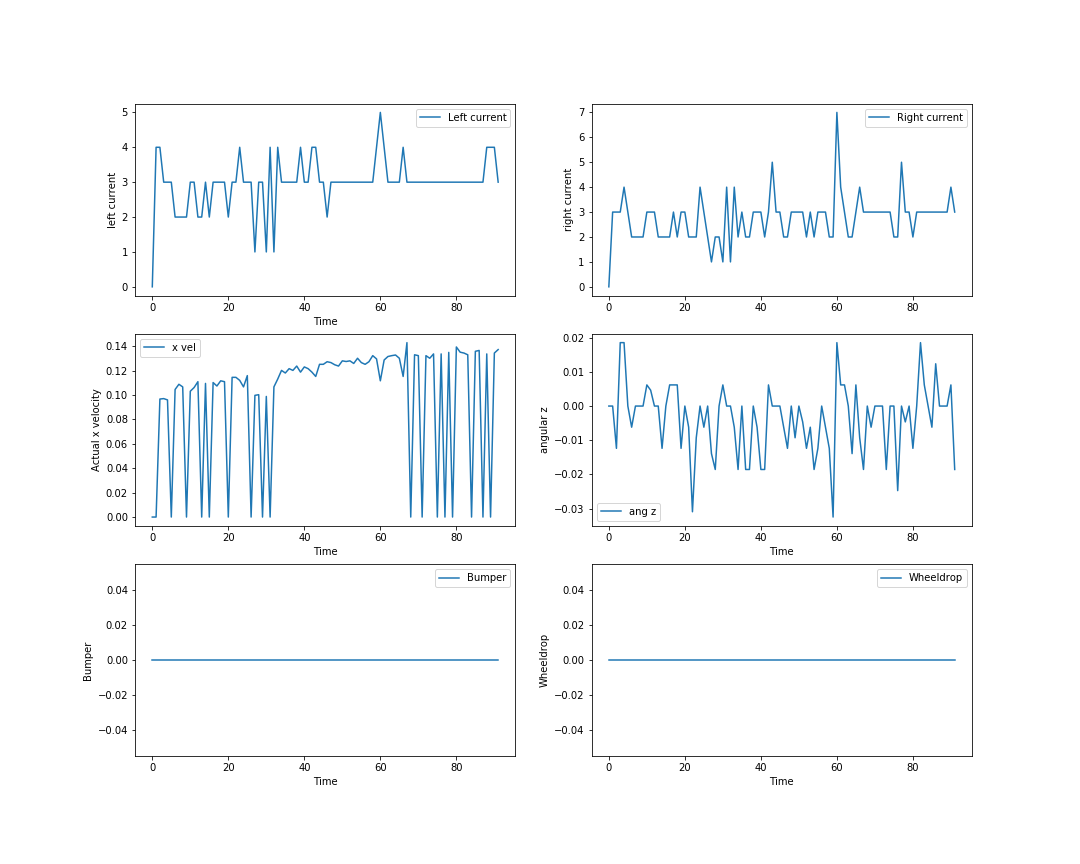 Left current
left current
5
4
3
2
1
0
0 20 40 60 80
Time
Right current
right current
7
6
5
4
3
2
1
0
0 20 40 60 80
Time
x vel
Actual x velocity
0.14
0.12
0.10
0.08
0.06
0.04
0.02
0.00
0 20 40 60 80
Time
ang z
angular z
0.02
0.01
0.00
−0.01
−0.02
−0.03
0 20 40 60 80
Time
Bumper
Bumper
0.04
0.02
0.00
−0.02
−0.04
0 20 40 60 80
Time
Wheeldrop
Wheeldrop
0.04
0.02
0.00
−0.02
−0.04
0 20 40 60 80
Time